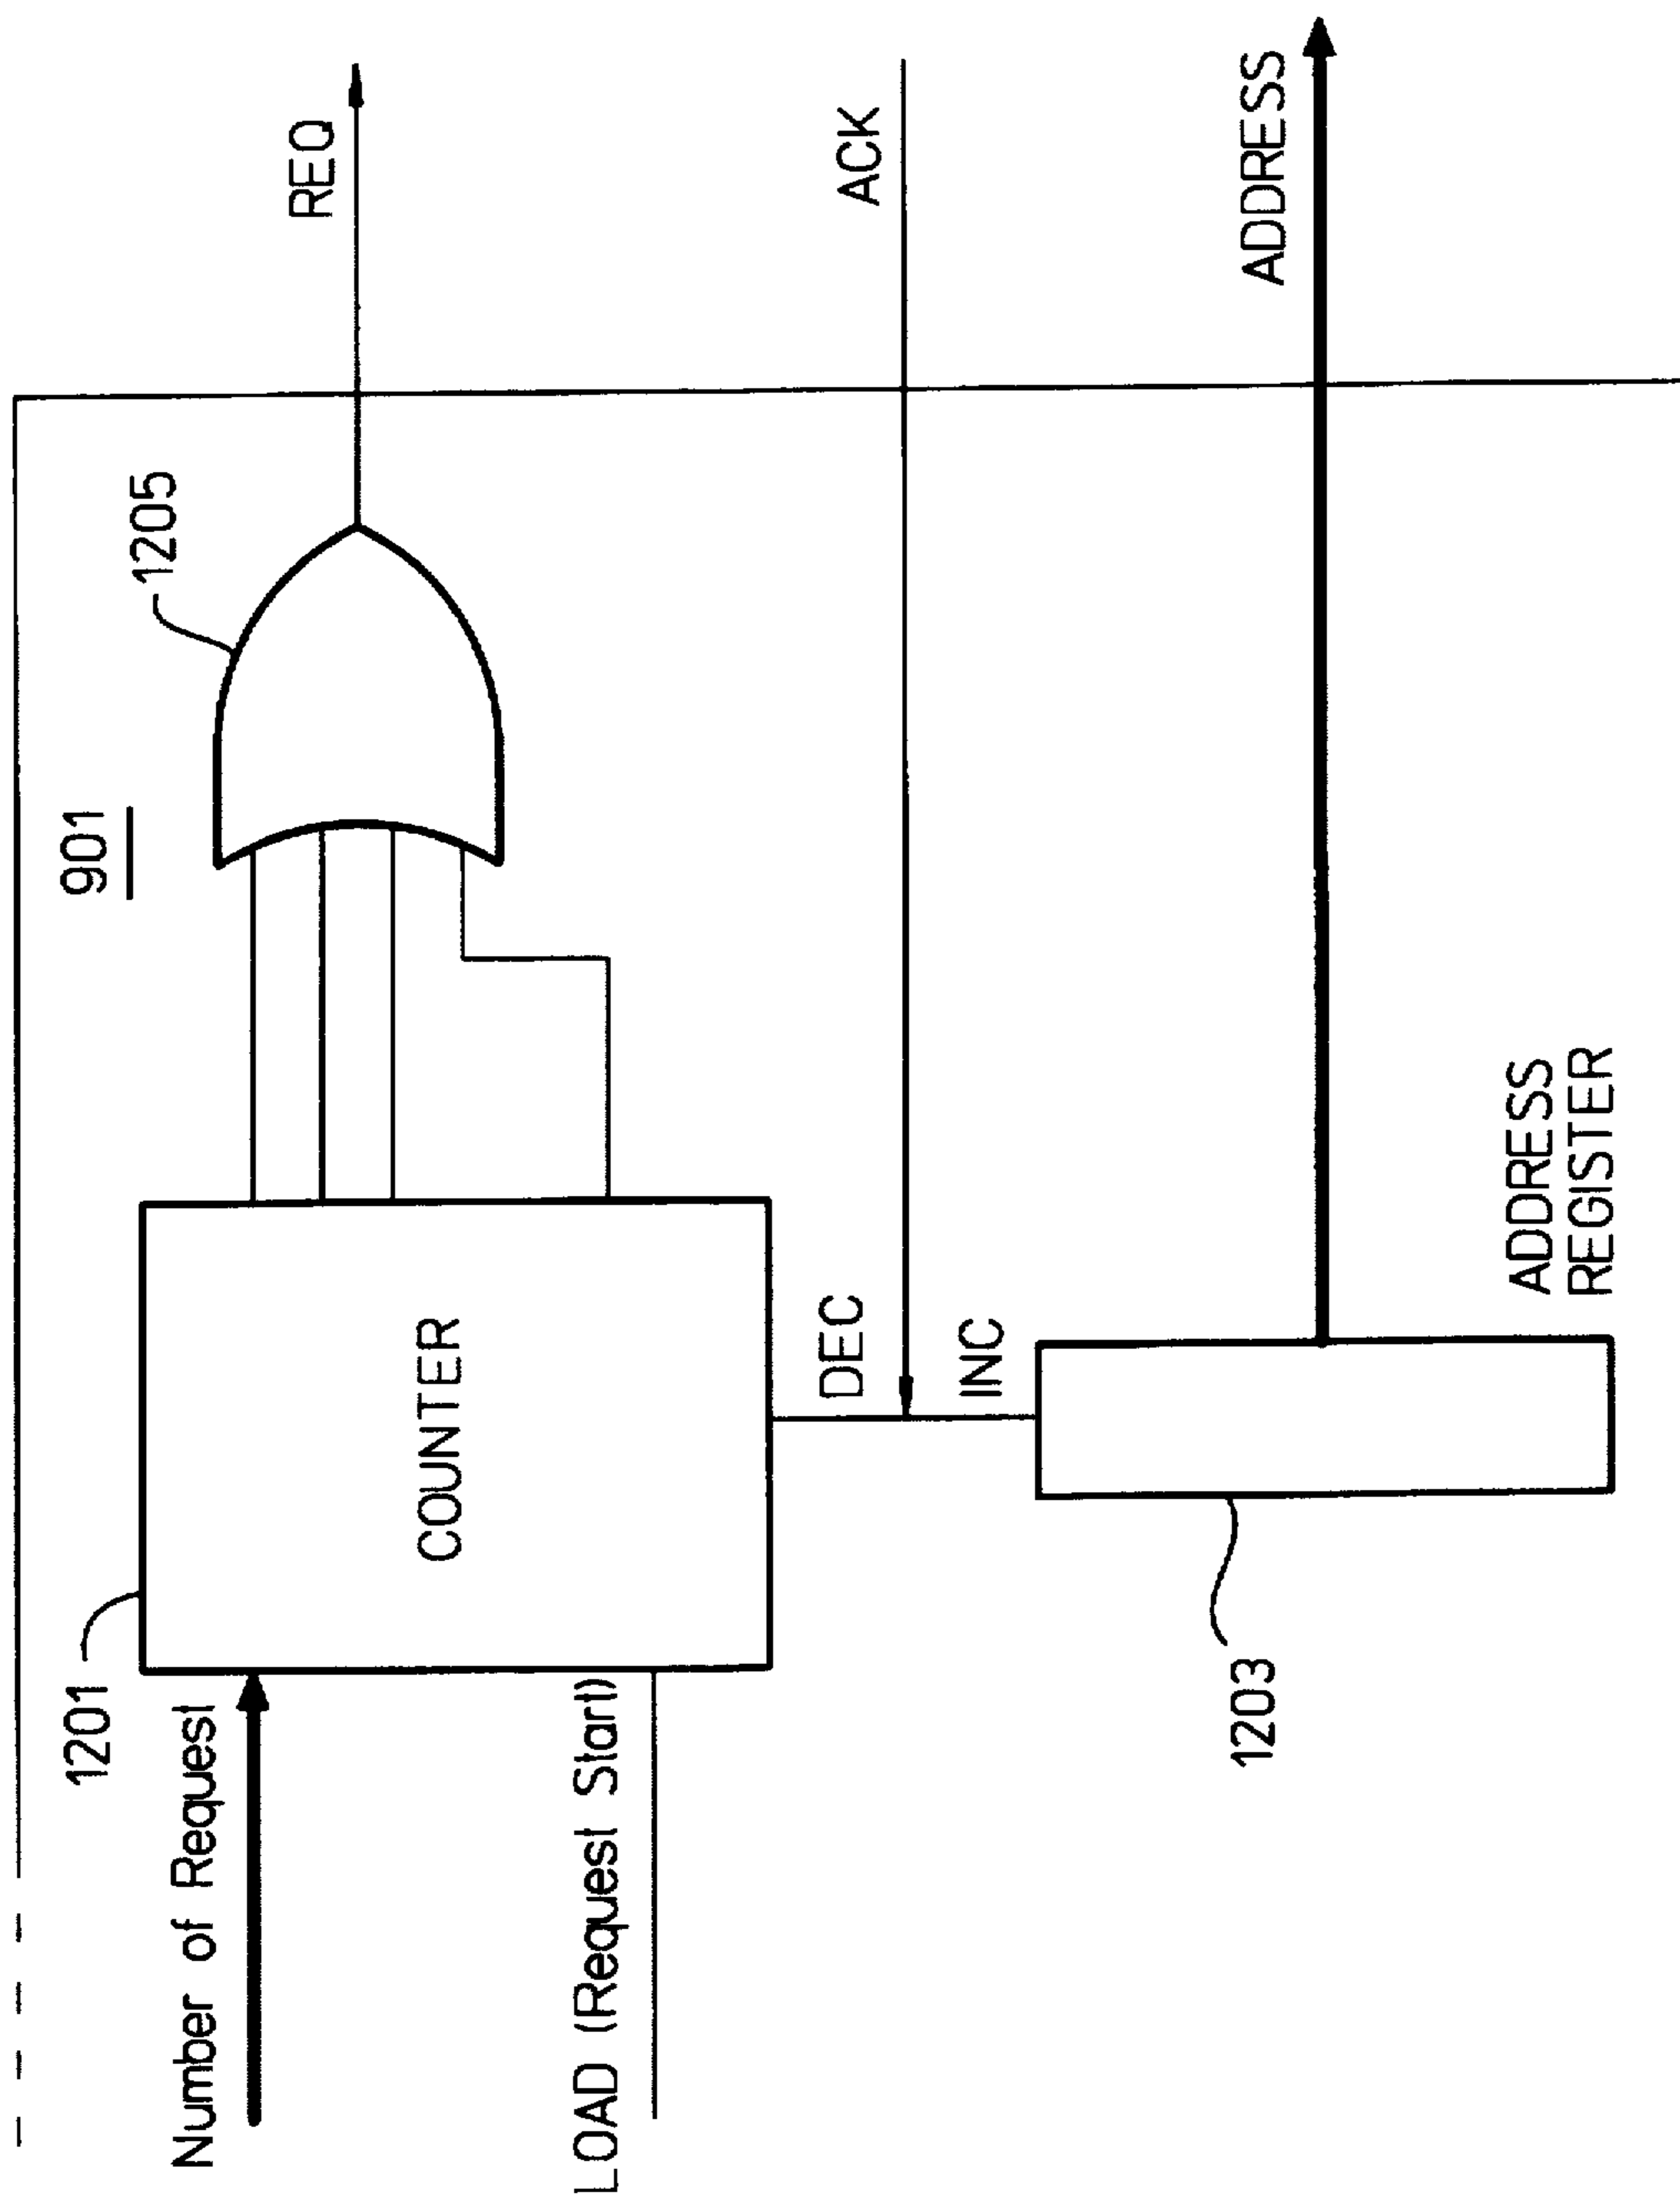 901
1201
1205
Number of Request
REQ
COUNTER
LOAD (Request Start)
DEC
ACK
INC
1203
ADDRESS
ADDRESS
REGISTER